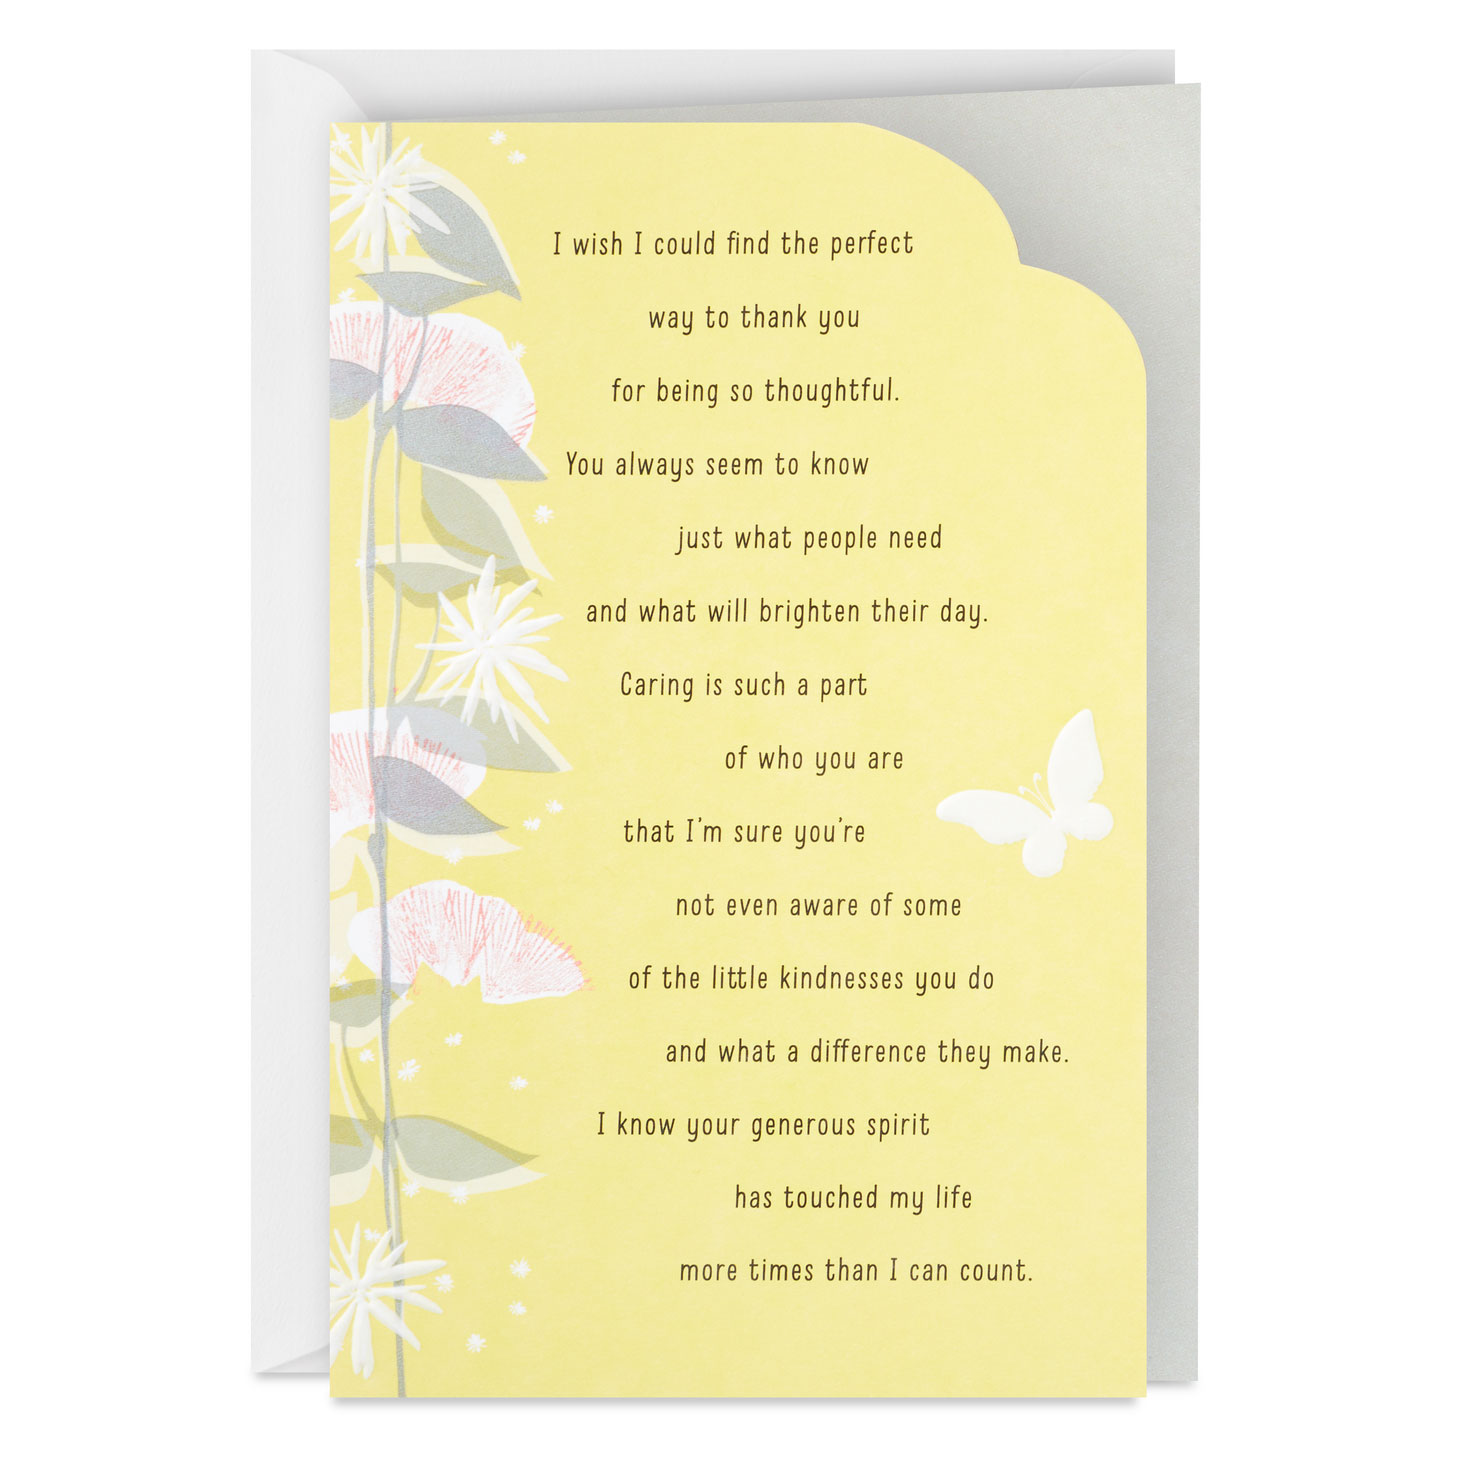 I wish I could find the perfect
way to thank you
for being so thoughtful.
You always seem to know
just what people need
and what will brighten their day.
Caring is such a part
of who you are
that I'm sure you're
not even aware of some
of the little kindnesses you do
and what a difference they make.
I know your generous spirit
has touched my life
more times than I can count.